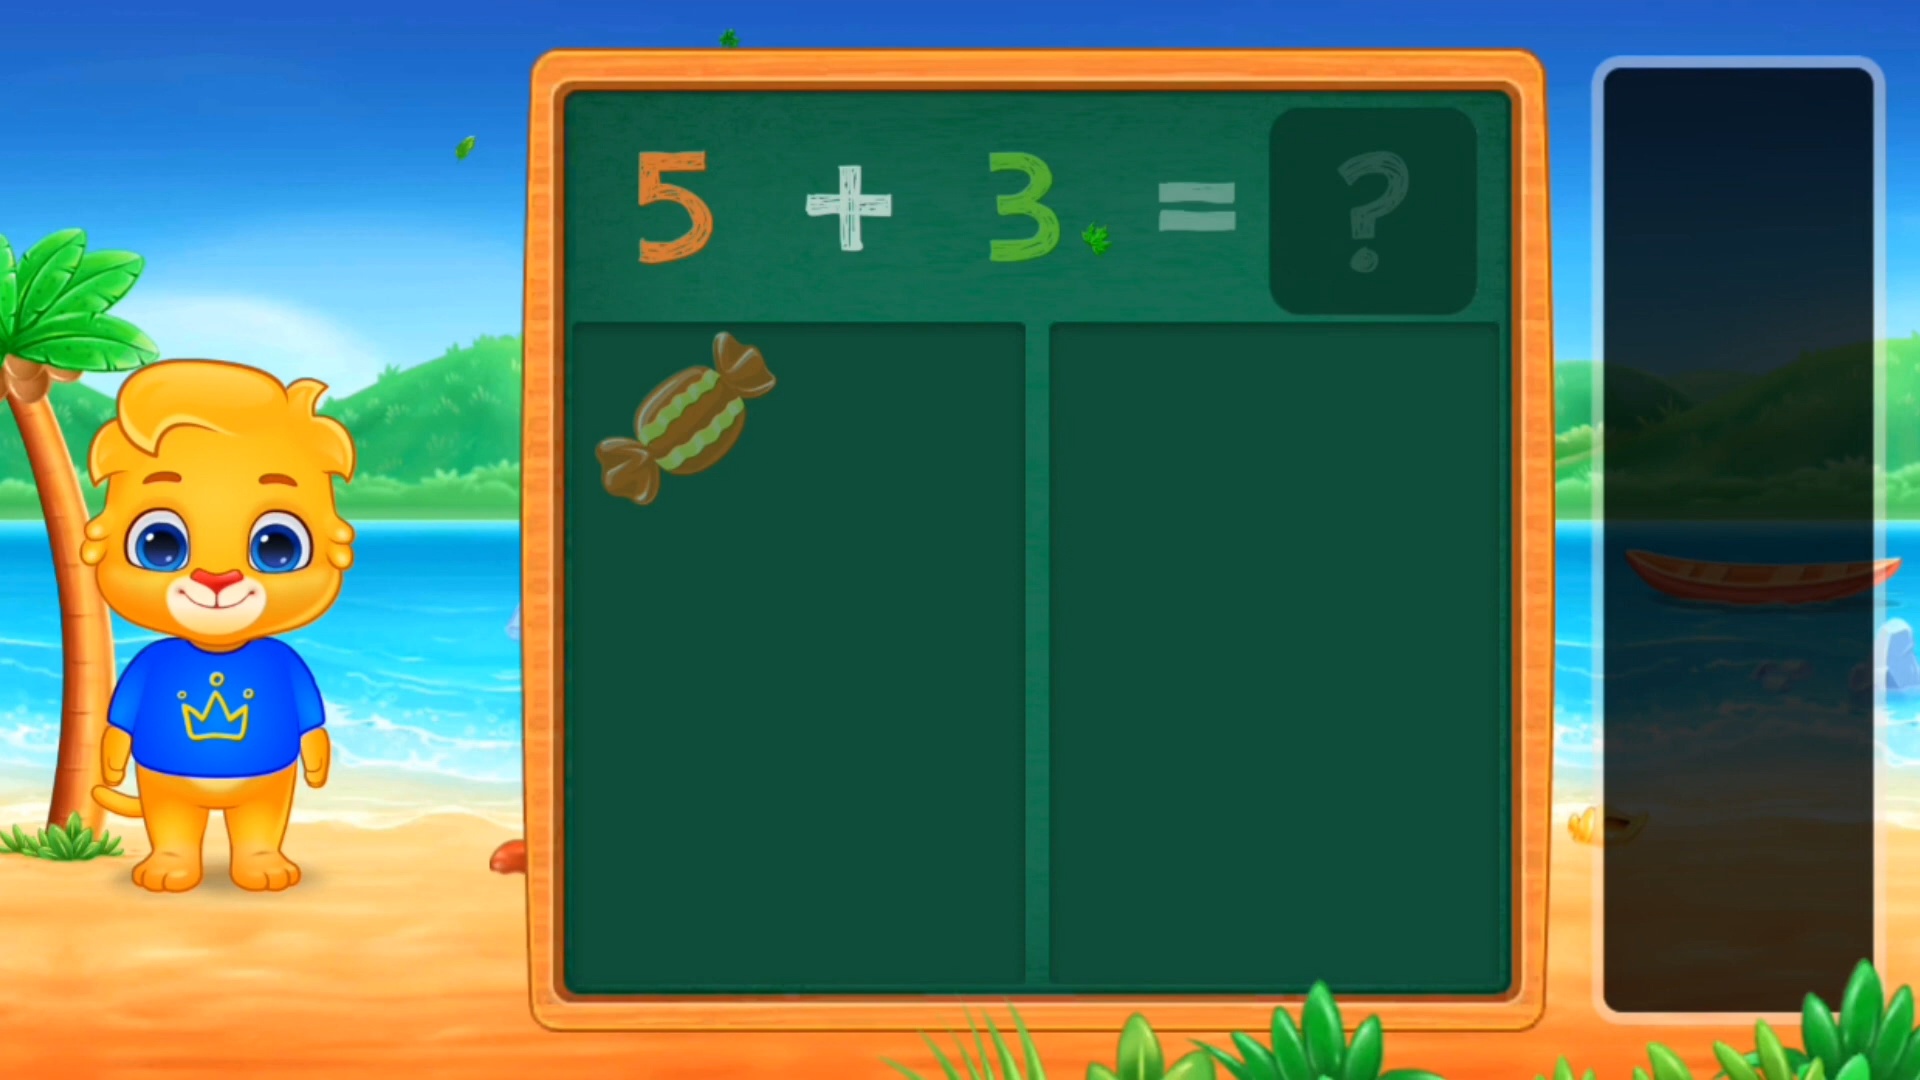 5 + 3 = ?